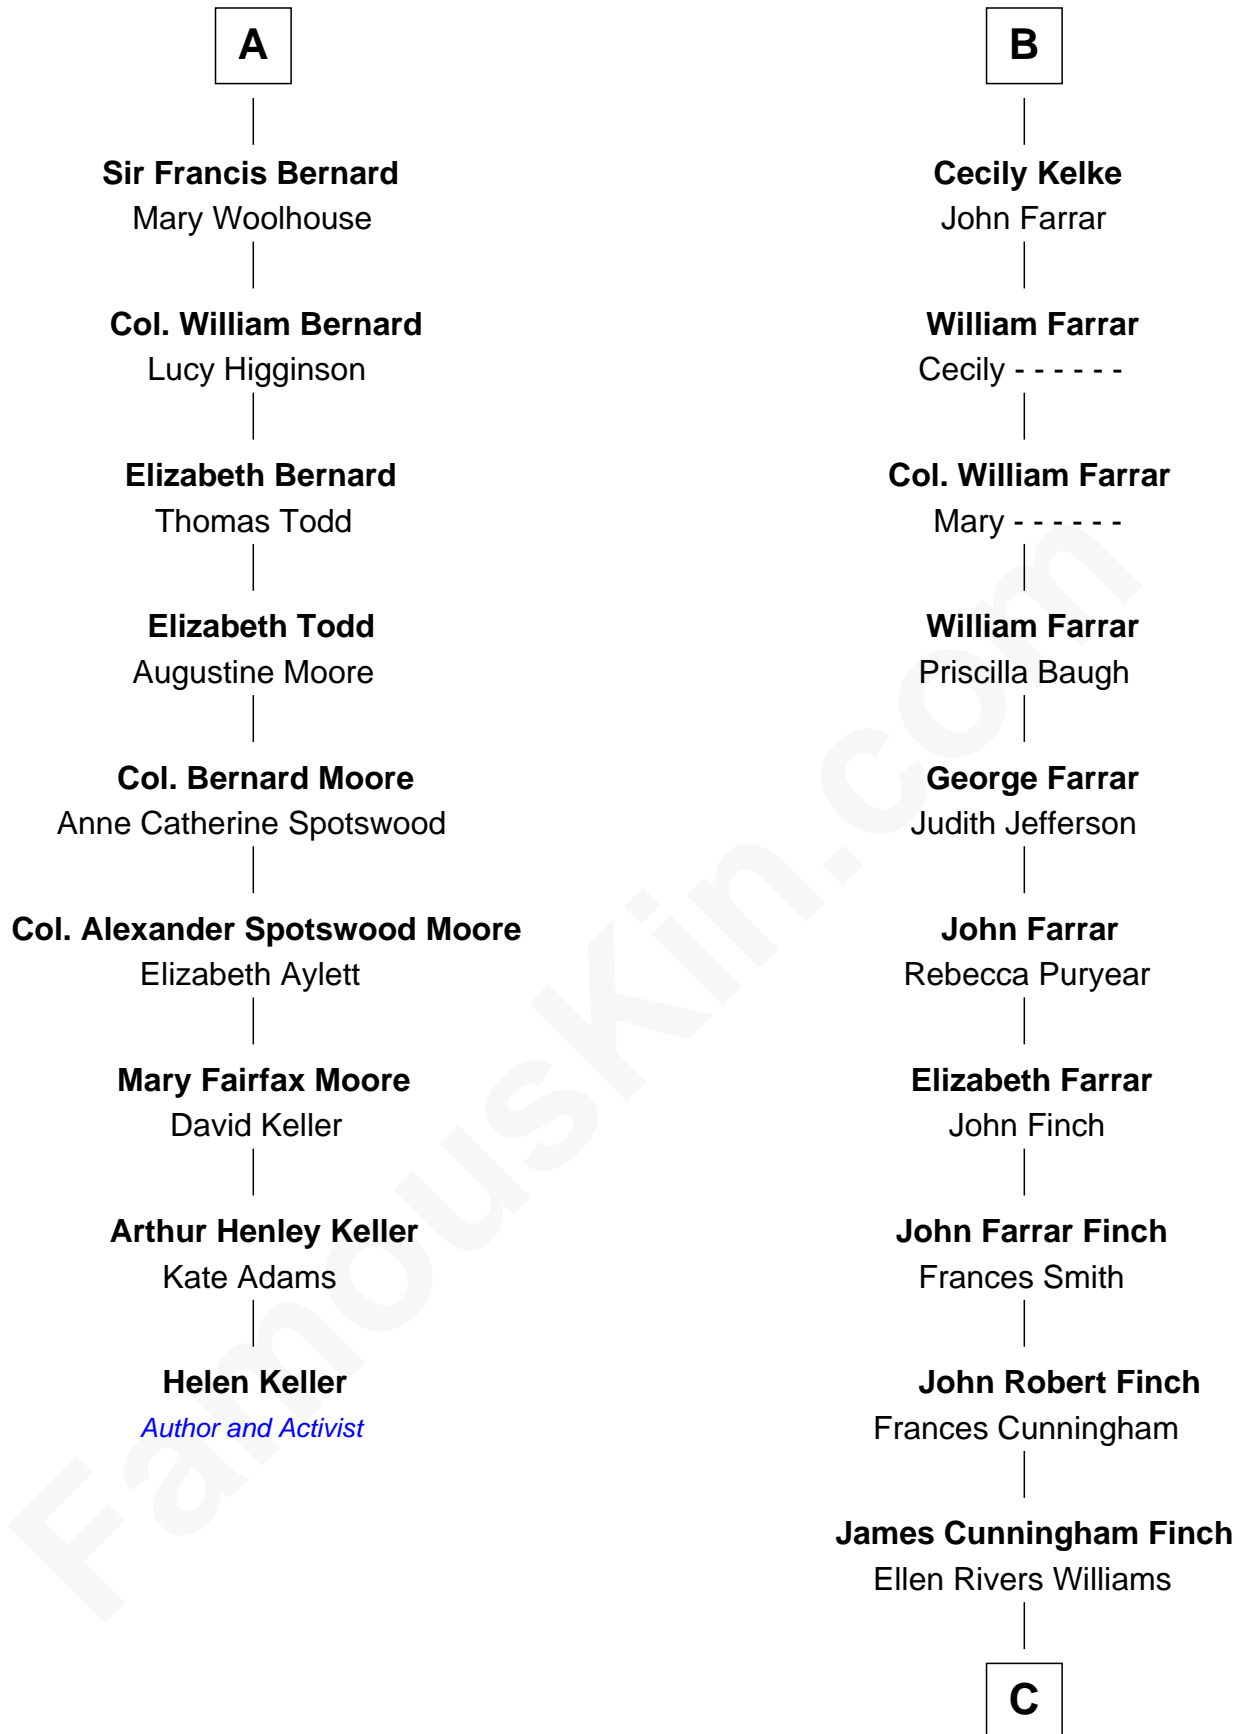 A
Sir Francis Bernard
Mary Woolhouse
Col. William Bernard
Lucy Higginson
Elizabeth Bernard
Thomas Todd
Elizabeth Todd
Augustine Moore
Col. Bernard Moore
Anne Catherine Spotswood
Col. Alexander Spotswood Moore
Elizabeth Aylett
Mary Fairfax Moore
David Keller
Arthur Henley Keller
Kate Adams
Helen Keller
Author and Activist
B
Cecily Kelke
John Farrar
William Farrar
Cecily - - - - - -
Col. William Farrar
Mary - - - - - -
William Farrar
Priscilla Baugh
George Farrar
Judith Jefferson
John Farrar
Rebecca Puryear
Elizabeth Farrar
John Finch
John Farrar Finch
Frances Smith
John Robert Finch
Frances Cunningham
James Cunningham Finch
Ellen Rivers Williams
C
FamousKin.com